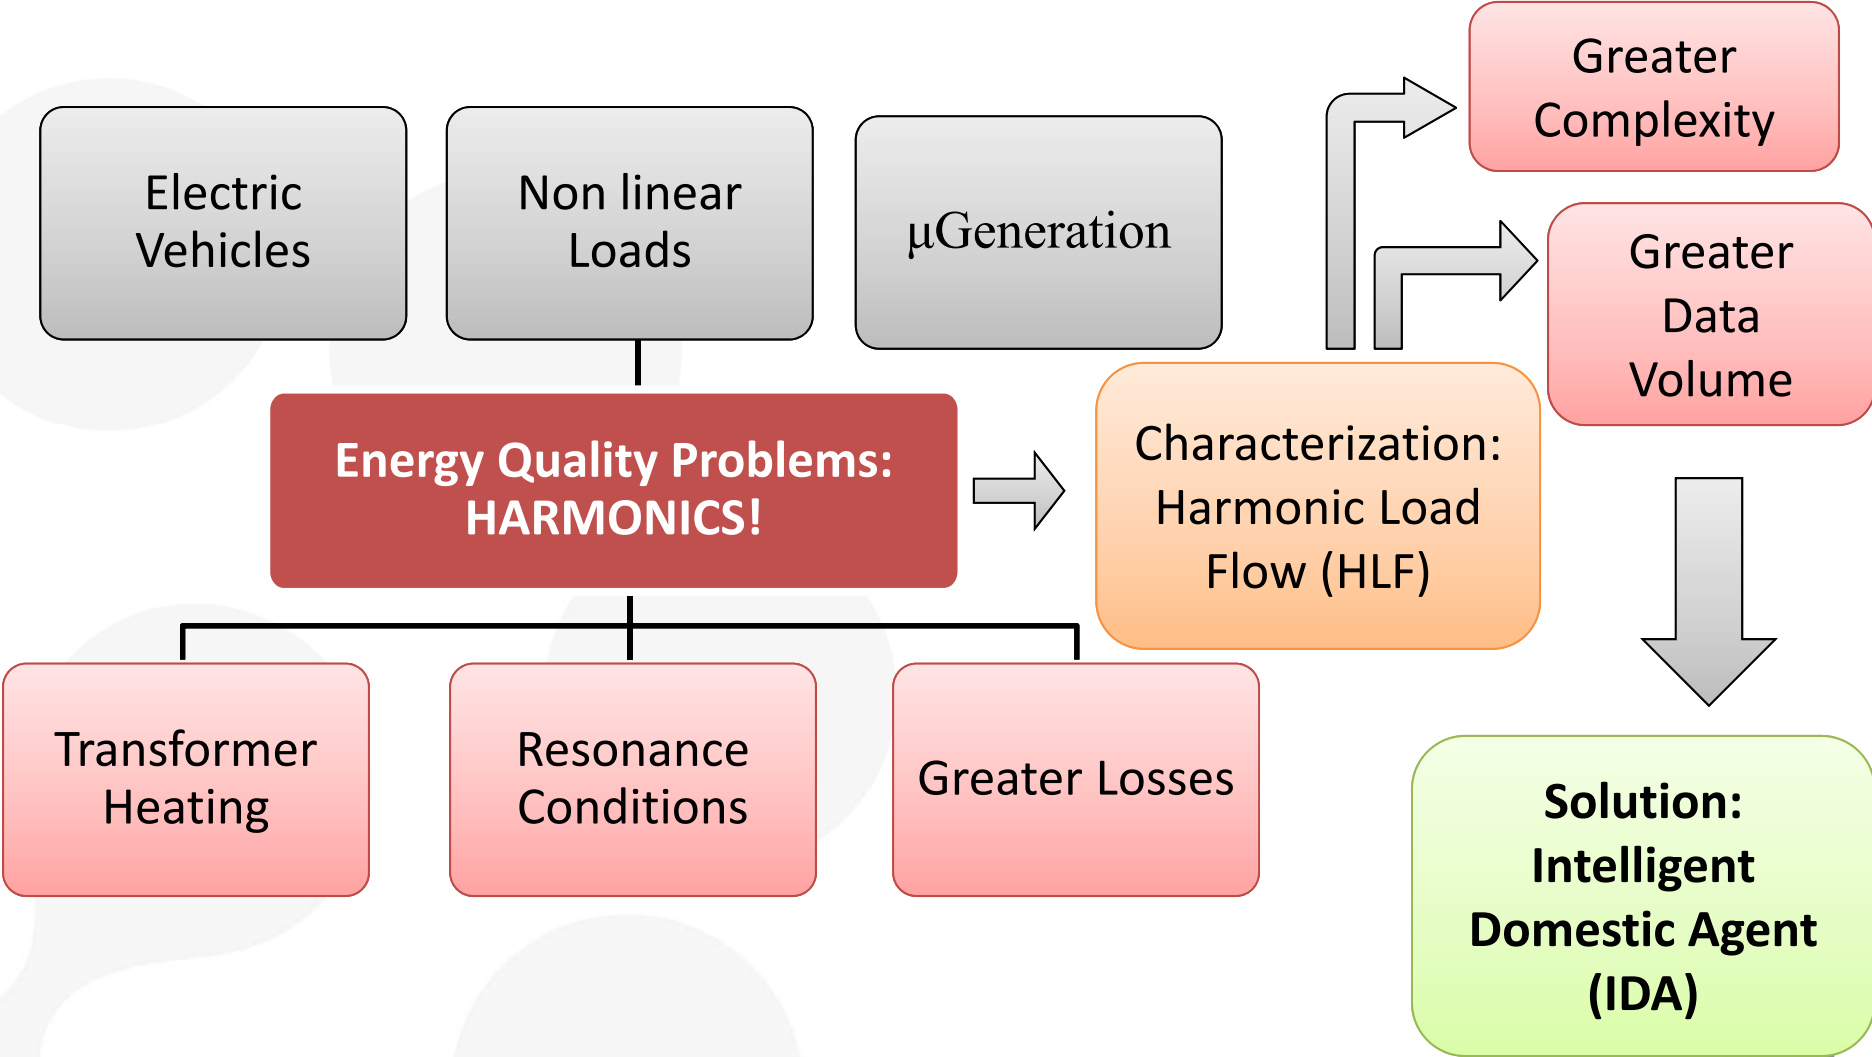 Electric
Vehicles
Non linear
Loads
μGeneration
Greater
Complexity
Greater
Data
Volume
Energy Quality Problems:
HARMONICS!
Characterization:
Harmonic Load
Flow (HLF)
Transformer
Heating
Resonance
Conditions
Greater Losses
Solution:
Intelligent
Domestic Agent
(IDA)